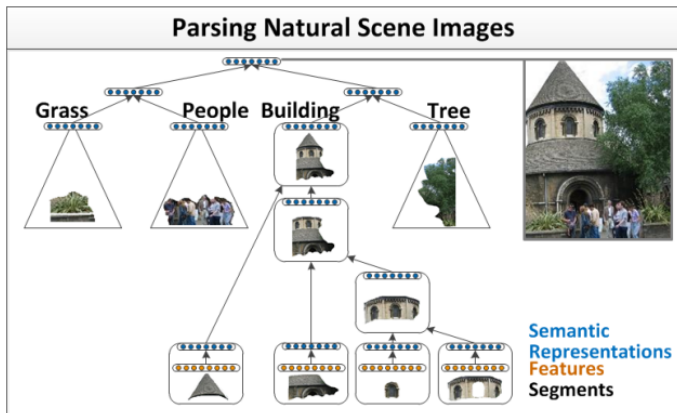 Parsing Natural Scene Images
Grass People Building Tree
Semantic
Representations
Features
Segments